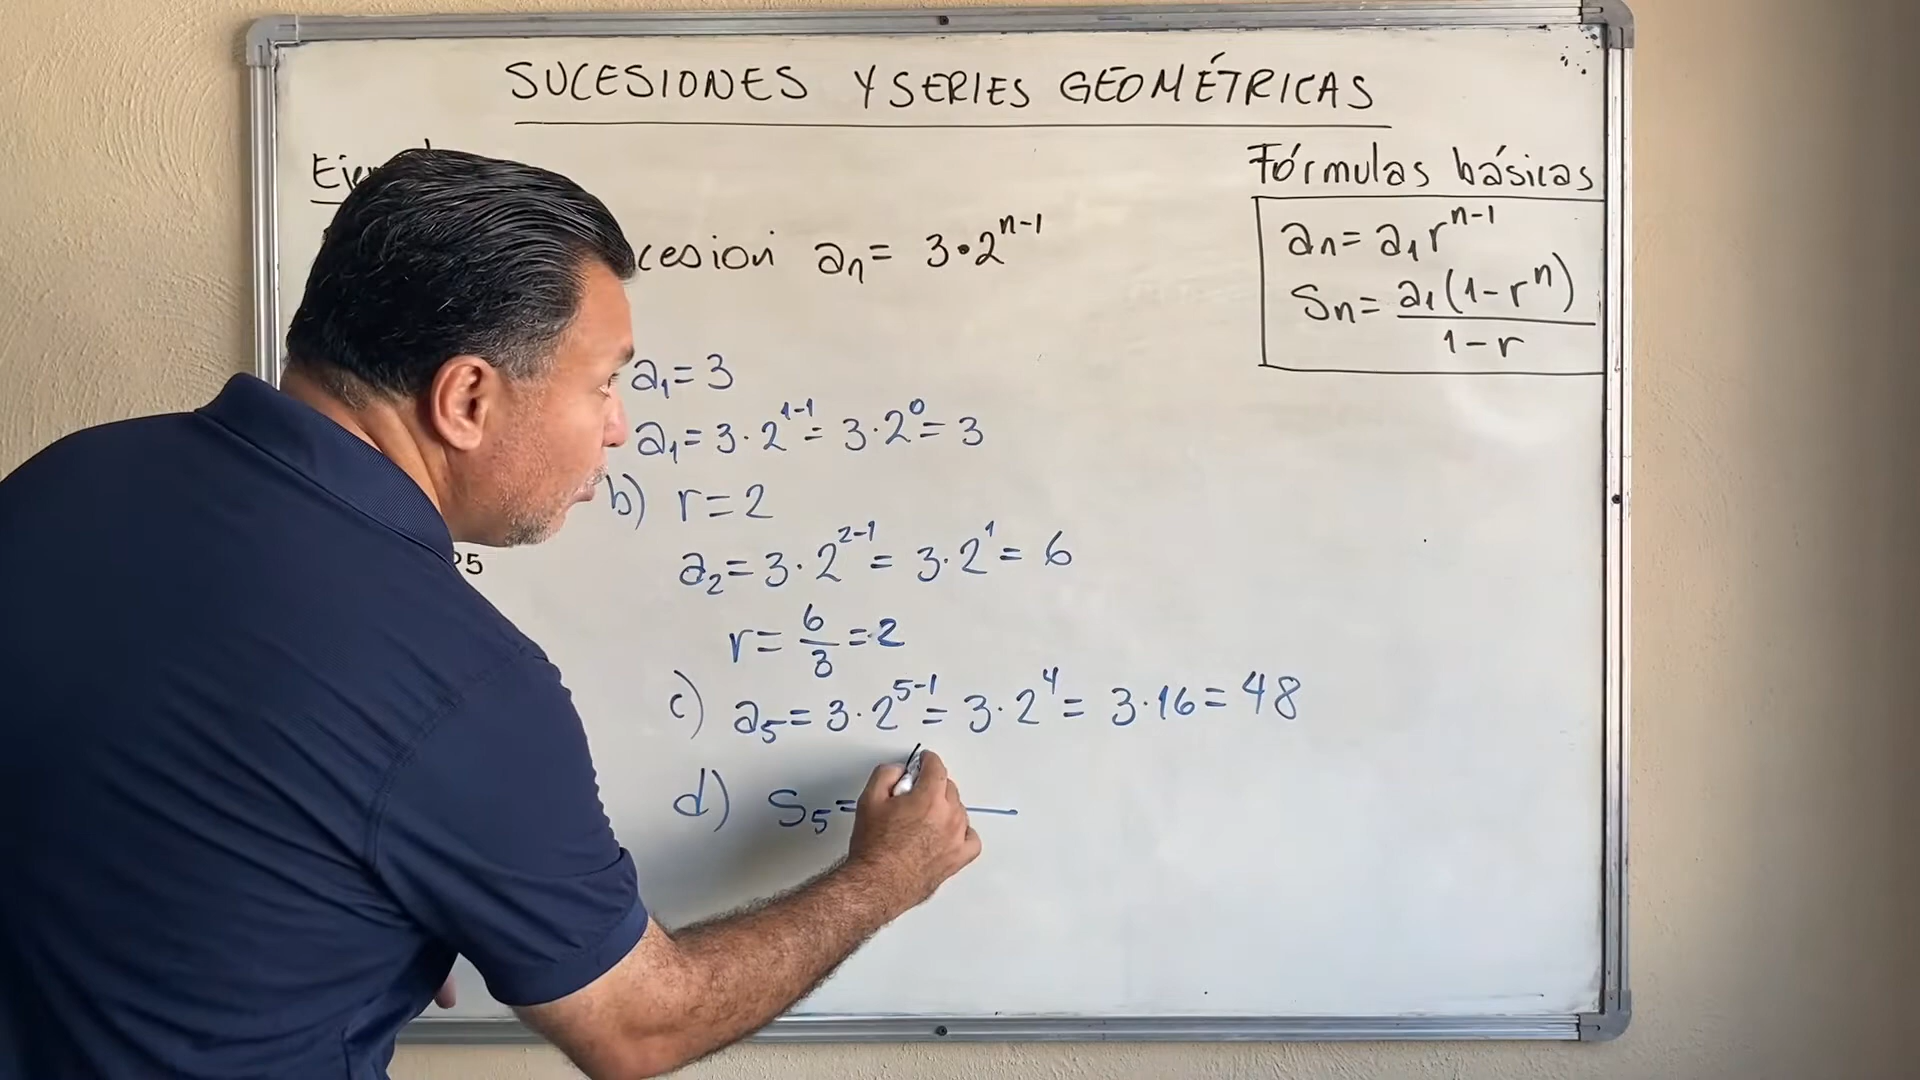 SUCESIONES Y SERIES GEOMÉTRICAS
Fórmulas básicas
aₙ = a₁rⁿ⁻¹
Sₙ = a₁(1-rⁿ) / 1-r
aₙ = 3•2ⁿ⁻¹
a₁ = 3
a₁ = 3·2¹⁻¹ = 3·2⁰ = 3
b) r = 2
a₂ = 3·2²⁻¹ = 3·2¹ = 6
r = 6/3 = 2
c) a₅ = 3·2⁵⁻¹ = 3·2⁴ = 3·16 = 48
d) S₅ =